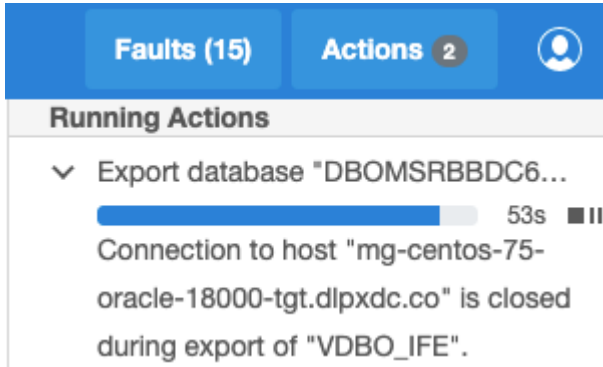 Faults (15) Actions 2
Running Actions
Export database "DBOMSRBBDC6...
53s
Connection to host "mg-centos-75-
oracle-18000-tgt.dlpxdc.co" is closed
during export of "VDBO_IFE".